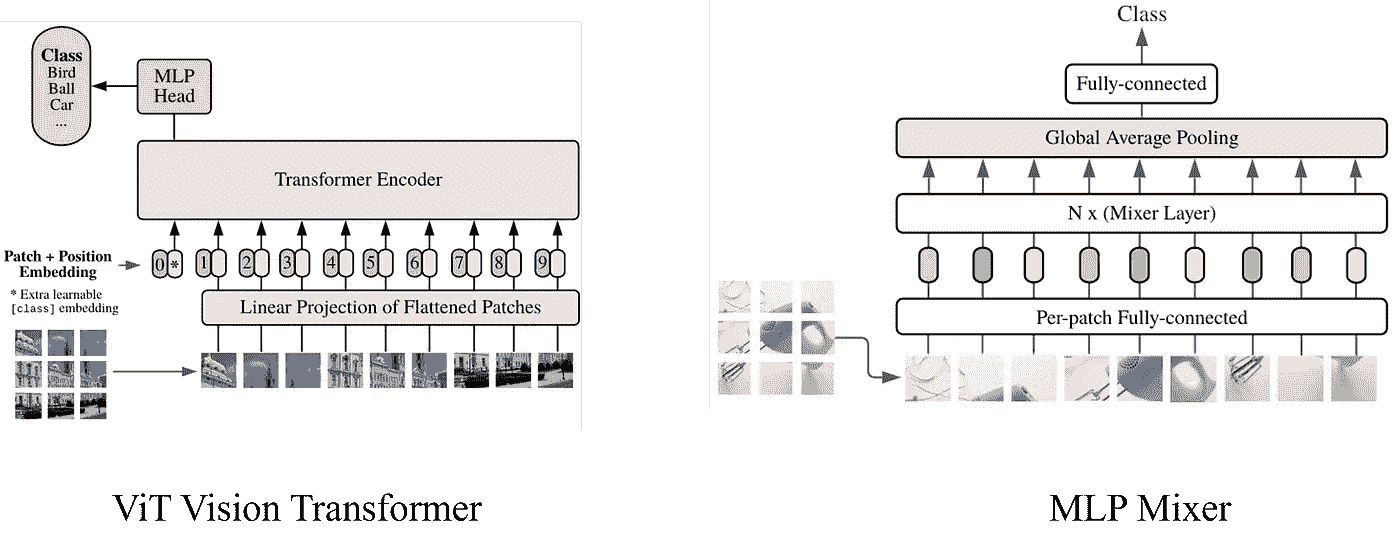 Class
Bird
Ball
Car
...
MLP
Head
Transformer Encoder
Patch + Position
Embedding
0 * 1 2 3 4 5 6 7 8 9
* Extra learnable
[class] embedding
Linear Projection of Flattened Patches
ViT Vision Transformer
Class
Fully-connected
Global Average Pooling
N x (Mixer Layer)
Per-patch Fully-connected
MLP Mixer